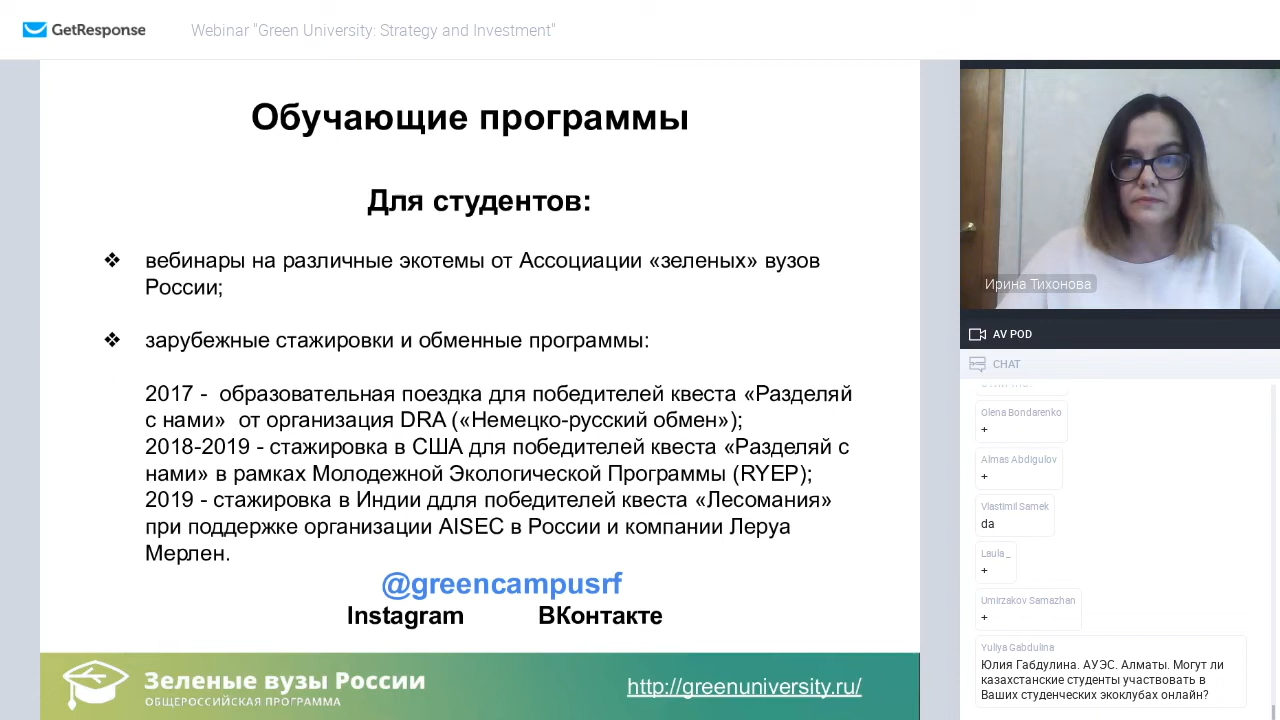 GetResponse
Webinar "Green University: Strategy and Investment"
Обучающие программы
Для студентов:
❖ вебинары на различные экотемы от Ассоциации «зеленых» вузов
России;
❖ зарубежные стажировки и обменные программы:
2017 - образовательная поездка для победителей квеста «Разделяй
с нами» от организация DRA («Немецко-русский обмен»);
2018-2019 - стажировка в США для победителей квеста «Разделяй с
нами» в рамках Молодежной Экологической Программы (RYEP);
2019 - стажировка в Индии ддля победителей квеста «Лесомания»
при поддержке организации AISEC в России и компании Леруа
Мерлен.
@greencampusrf
Instagram ВКонтакте
Зеленые вузы России
ОБЩЕРОССИЙСКАЯ ПРОГРАММА
http://greenuniversity.ru/
Ирина Тихонова
AV POD
CHAT
Olena Bondarenko
+
Almas Abdigulov
+
Vlastimil Samek
da
Laula _
+
Umirzakov Samazhan
+
Yuliya Gabdulina
Юлия Габдулина. АУЭС. Алматы. Могут ли
казахстанские студенты участвовать в
Ваших студенческих экоклубах онлайн?